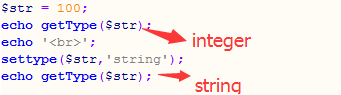 $str = 100;
echo getType($str);
integer
echo '<br>';
settype($str,'string');
echo getType($str);
string